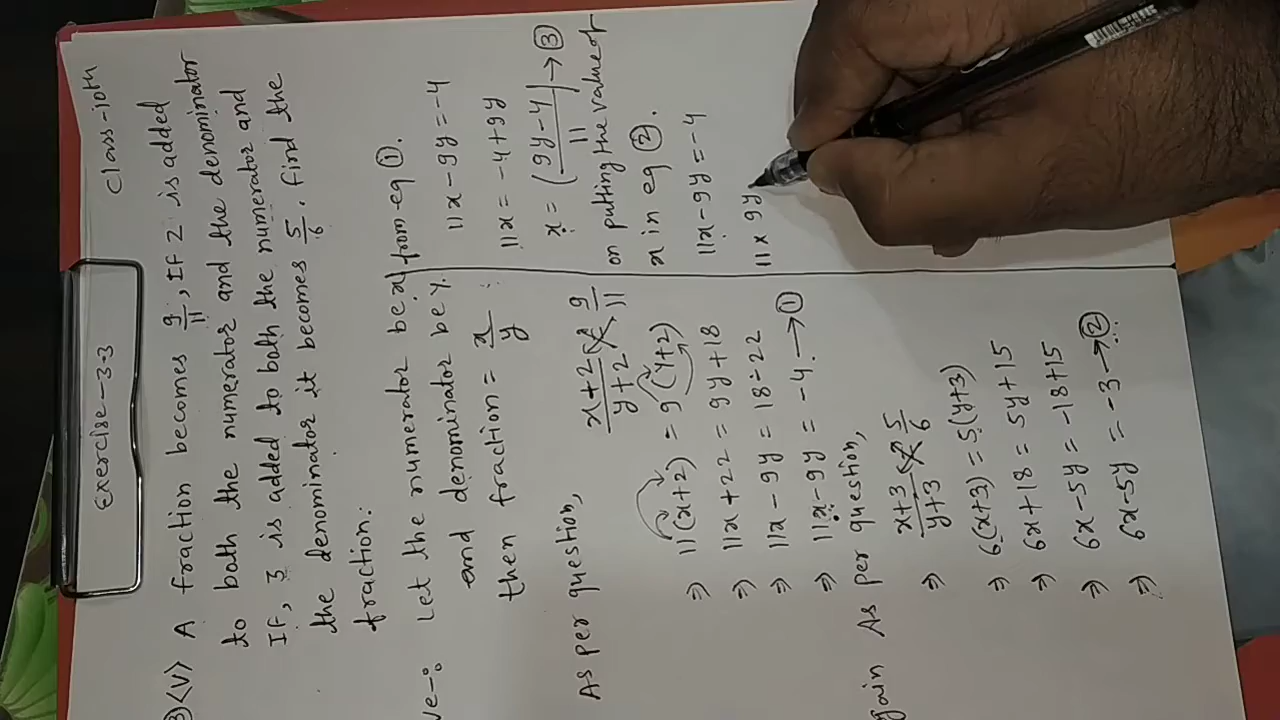 Exercise-3.3
Class-10th
<V> A fraction becomes 9/11, If 2 is added
to both the numerator and the denominator
If, 3 is added to both the numerator and
the denominator it becomes 5/6. find the
fraction:
Let the numerator be x
and denominator be y.
then fraction = x/y
As per question,
x+2/y+2 = 9/11
⇒ 11(x+2) = 9(y+2)
⇒ 11x+22 = 9y+18
⇒ 11x-9y = 18-22
⇒ 11x-9y = -4. → ①
gain As per question,
⇒ x+3/y+3 = 5/6
⇒ 6(x+3) = 5(y+3)
⇒ 6x+18 = 5y+15
⇒ 6x-5y = -18+15
⇒ 6x-5y = -3 → ②
from eq ①.
11x-9y = -4
11x = -4+9y
x = (9y-4/11) → ③
on putting the value of
x in eq ②.
11x-9y = -4
11x 9y